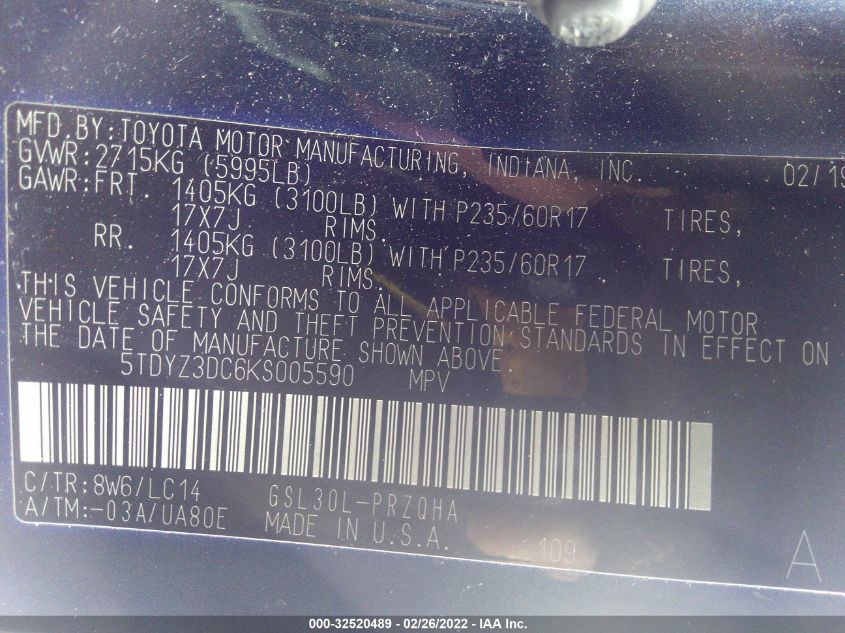 MFD.BY:TOYOTA MOTOR MANUFACTURING, INDIANA, INC. 02/19
GVWR:2715KG (5995LB)
GAWR:FRT. 1405KG (3100LB) WITH P235/60R17 TIRES,
17X7J RIMS.
RR. 1405KG (3100LB) WITH P235/60R17 TIRES,
17X7J RIMS.
THIS VEHICLE CONFORMS TO ALL APPLICABLE FEDERAL MOTOR
VEHICLE SAFETY AND THEFT PREVENTION STANDARDS IN EFFECT ON
THE DATE OF MANUFACTURE SHOWN ABOVE.
5TDYZ3DC6KS005590 MPV
C/TR:8W6/LC14 GSL30L-PRZQHA
A/TM:-03A/UA80E MADE IN U.S.A. 109 A
000-32520489 - 02/26/2022 - IAA Inc.